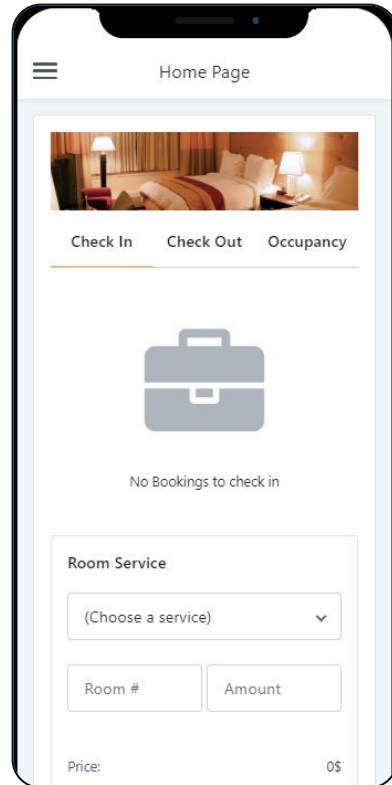 Home Page
Check In Check Out Occupancy
No Bookings to check in
Room Service
(Choose a service)
Room # Amount
Price: 0$